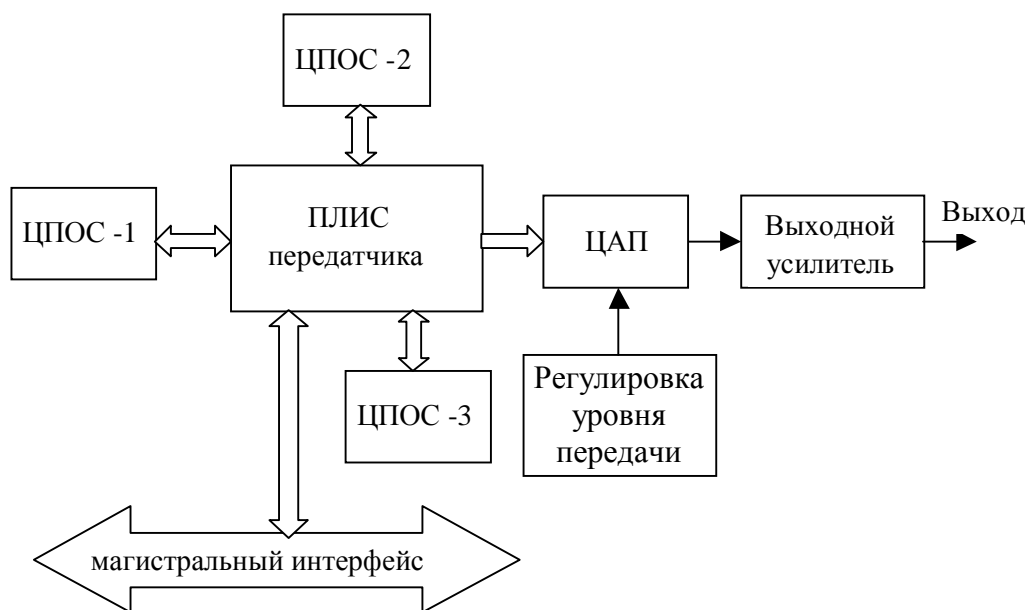 ЦПОС -2
ЦПОС -1
ПЛИС
передатчика
ЦАП
Выходной
усилитель
Выход
ЦПОС -3
Регулировка
уровня
передачи
магистральный интерфейс